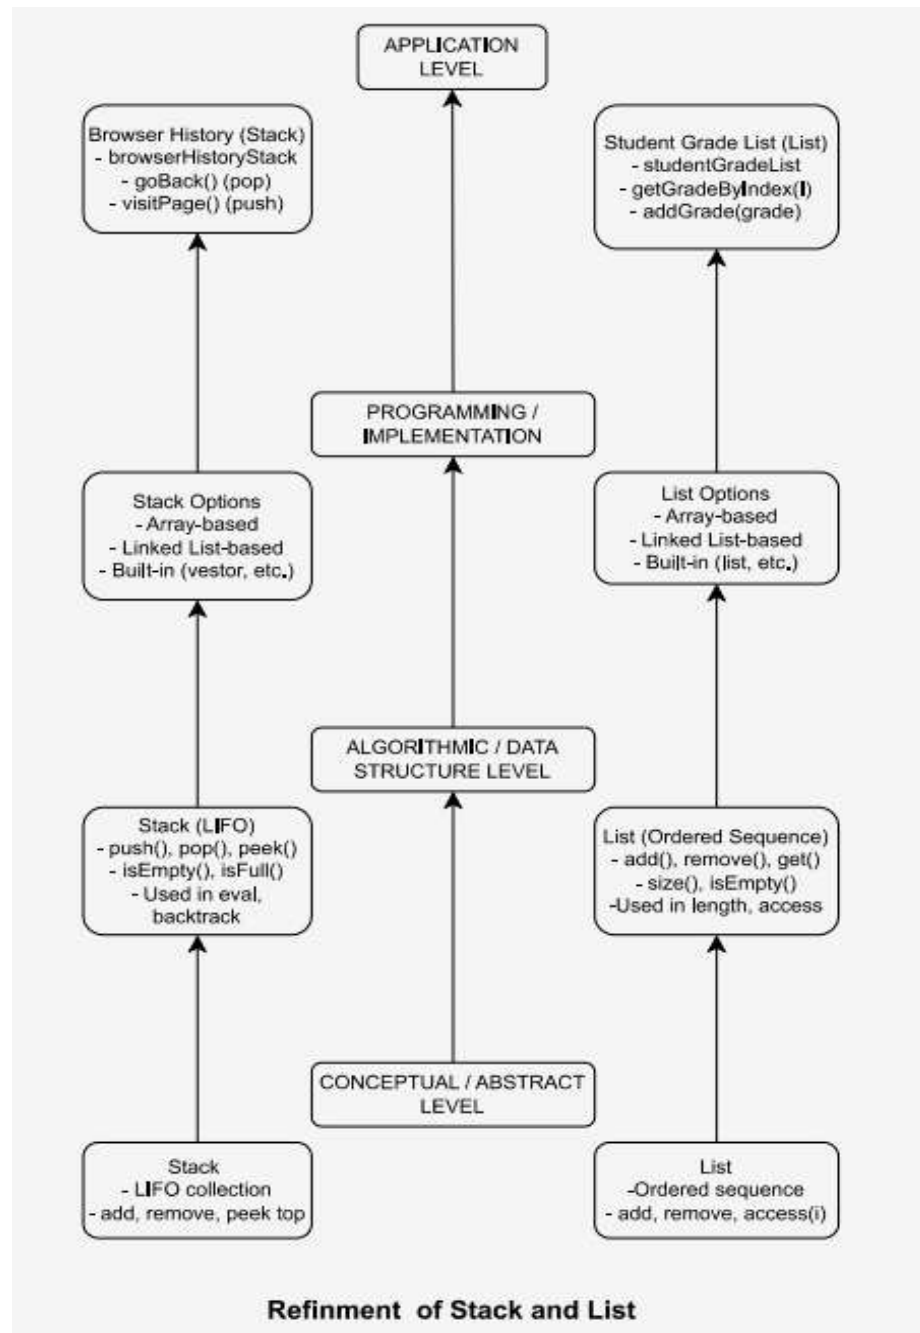 APPLICATION
LEVEL
Browser History (Stack)
- browserHistoryStack
- goBack() (pop)
- visitPage() (push)
Student Grade List (List)
- studentGradeList
- getGradeByIndex(I)
- addGrade(grade)
PROGRAMMING /
IMPLEMENTATION
Stack Options
- Array-based
- Linked List-based
- Built-in (vestor, etc.)
List Options
- Array-based
- Linked List-based
- Built-in (list, etc.)
ALGORITHMIC / DATA
STRUCTURE LEVEL
Stack (LIFO)
- push(), pop(), peek()
- isEmpty(), isFull()
- Used in eval,
backtrack
List (Ordered Sequence)
- add(), remove(), get()
- size(), isEmpty()
-Used in length, access
CONCEPTUAL / ABSTRACT
LEVEL
Stack
- LIFO collection
- add, remove, peek top
List
-Ordered sequence
- add, remove, access(i)
Refinment of Stack and List